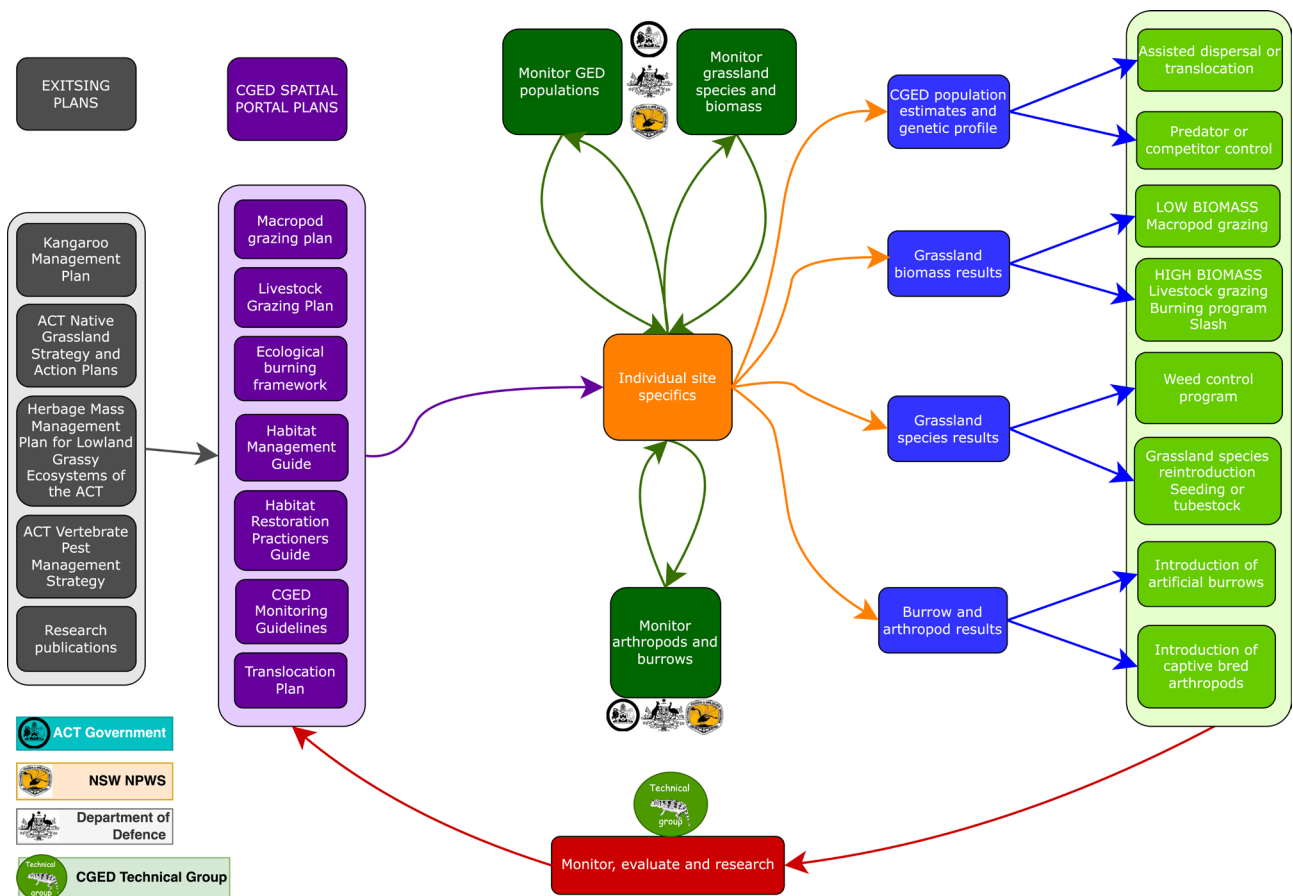 EXITSING
PLANS
CGED SPATIAL
PORTAL PLANS
Kangaroo
Management
Plan
ACT Native
Grassland
Strategy and
Action Plans
Herbage Mass
Management
Plan for Lowland
Grassy
Ecosystems of
the ACT
ACT Vertebrate
Pest
Management
Strategy
Research
publications
Macropod
grazing plan
Livestock
Grazing Plan
Ecological
burning
framework
Habitat
Management
Guide
Habitat
Restoration
Practioners
Guide
CGED
Monitoring
Guidelines
Translocation
Plan
Monitor GED
populations
Monitor
grassland
species and
biomass
Individual site
specifics
Monitor
arthropods and
burrows
CGED population
estimates and
genetic profile
Grassland
biomass results
Grassland
species results
Burrow and
arthropod results
Assisted dispersal or
translocation
Predator or
competitor control
LOW BIOMASS
Macropod grazing
HIGH BIOMASS
Livestock grazing
Burning program
Slash
Weed control
program
Grassland species
reintroduction
Seeding or
tubestock
Introduction of
artificial burrows
Introduction of
captive bred
arthropods
Technical
group
Monitor, evaluate and research
ACT Government
NSW NPWS
Department of
Defence
Technical
group
CGED Technical Group